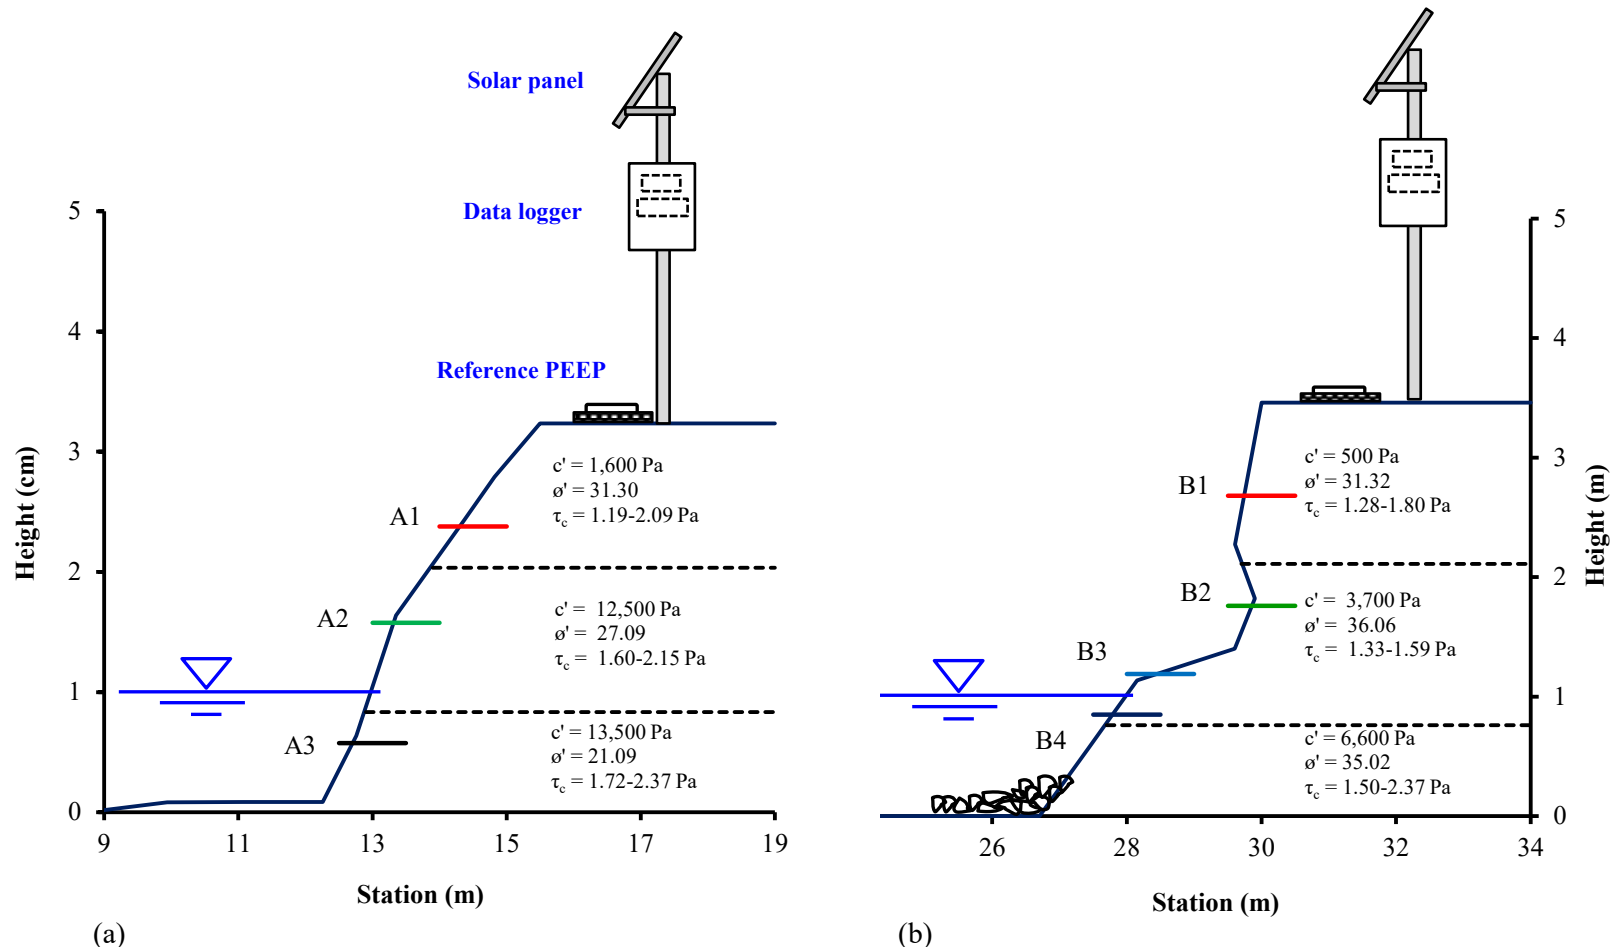 Solar panel
Data logger
Reference PEEP
5
4
3
2
1
0
Height (cm)
A1
A2
A3
c' = 1,600 Pa
ø' = 31.30
τc = 1.19-2.09 Pa
c' = 12,500 Pa
ø' = 27.09
τc = 1.60-2.15 Pa
c' = 13,500 Pa
ø' = 21.09
τc = 1.72-2.37 Pa
9
11
13
15
17
19
Station (m)
(a)
B1
B2
B3
B4
c' = 500 Pa
ø' = 31.32
τc = 1.28-1.80 Pa
c' = 3,700 Pa
ø' = 36.06
τc = 1.33-1.59 Pa
c' = 6,600 Pa
ø' = 35.02
τc = 1.50-2.37 Pa
5
4
3
2
1
0
Height (m)
26
28
30
32
34
Station (m)
(b)